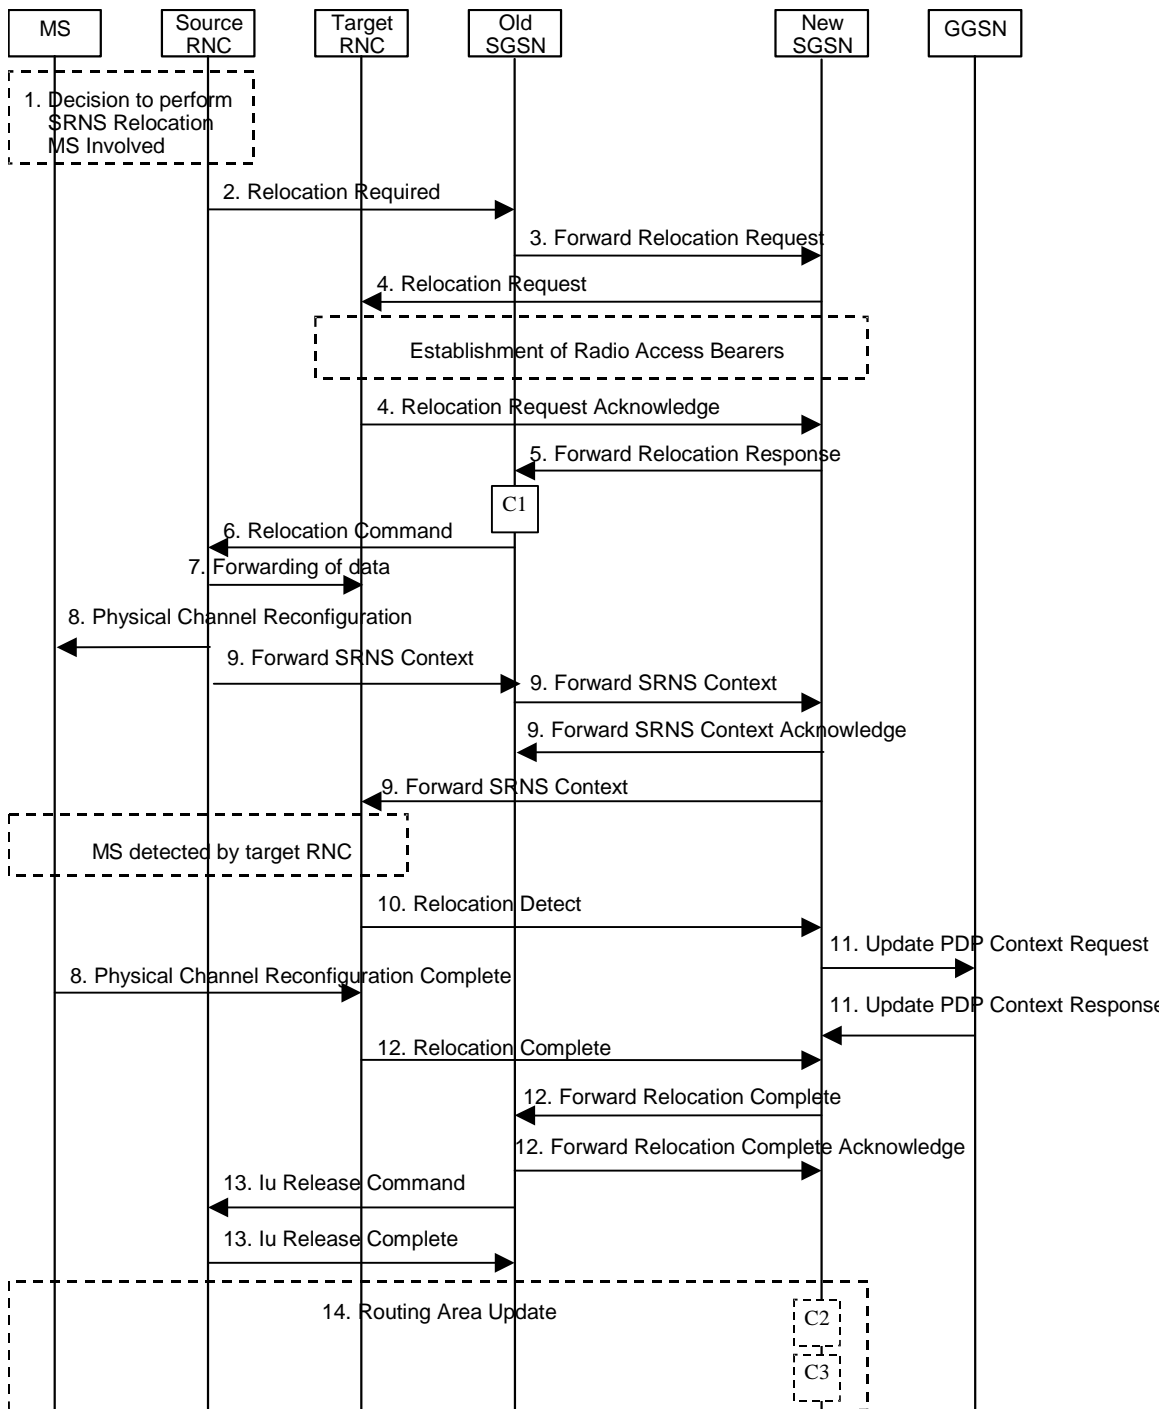 MS
Source
RNC
Target
RNC
Old
SGSN
New
SGSN
GGSN
1. Decision to perform
SRNS Relocation
MS Involved
2. Relocation Required
3. Forward Relocation Request
4. Relocation Request
Establishment of Radio Access Bearers
4. Relocation Request Acknowledge
5. Forward Relocation Response
C1
6. Relocation Command
7. Forwarding of data
8. Physical Channel Reconfiguration
9. Forward SRNS Context
9. Forward SRNS Context
9. Forward SRNS Context Acknowledge
9. Forward SRNS Context
MS detected by target RNC
10. Relocation Detect
11. Update PDP Context Request
8. Physical Channel Reconfiguration Complete
11. Update PDP Context Response
12. Relocation Complete
12. Forward Relocation Complete
12. Forward Relocation Complete Acknowledge
13. Iu Release Command
13. Iu Release Complete
14. Routing Area Update
C2
C3